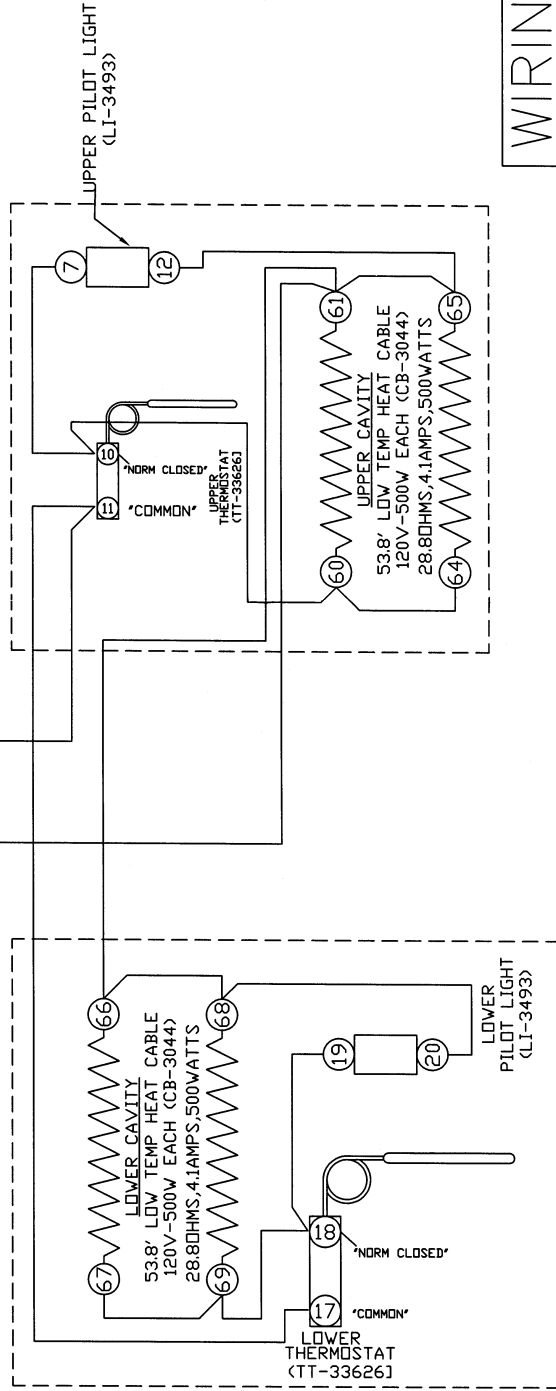 UPPER PILOT LIGHT
(LI-3493)
7
12
10
11
"NORM CLOSED"
"COMMON"
UPPER
THERMOSTAT
(TT-33626]
61
65
60
64
UPPER CAVITY
53.8' LOW TEMP HEAT CABLE
120V-500W EACH (CB-3044)
28.8OHMS,4.1AMPS,500WATTS
66
68
67
69
LOWER CAVITY
53.8' LOW TEMP HEAT CABLE
120V-500W EACH (CB-3044)
28.8OHMS,4.1AMPS,500WATTS
19
20
LOWER
PILOT LIGHT
(LI-3493)
18
17
"NORM CLOSED"
"COMMON"
LOWER
THERMOSTAT
(TT-33626]
WIRIN